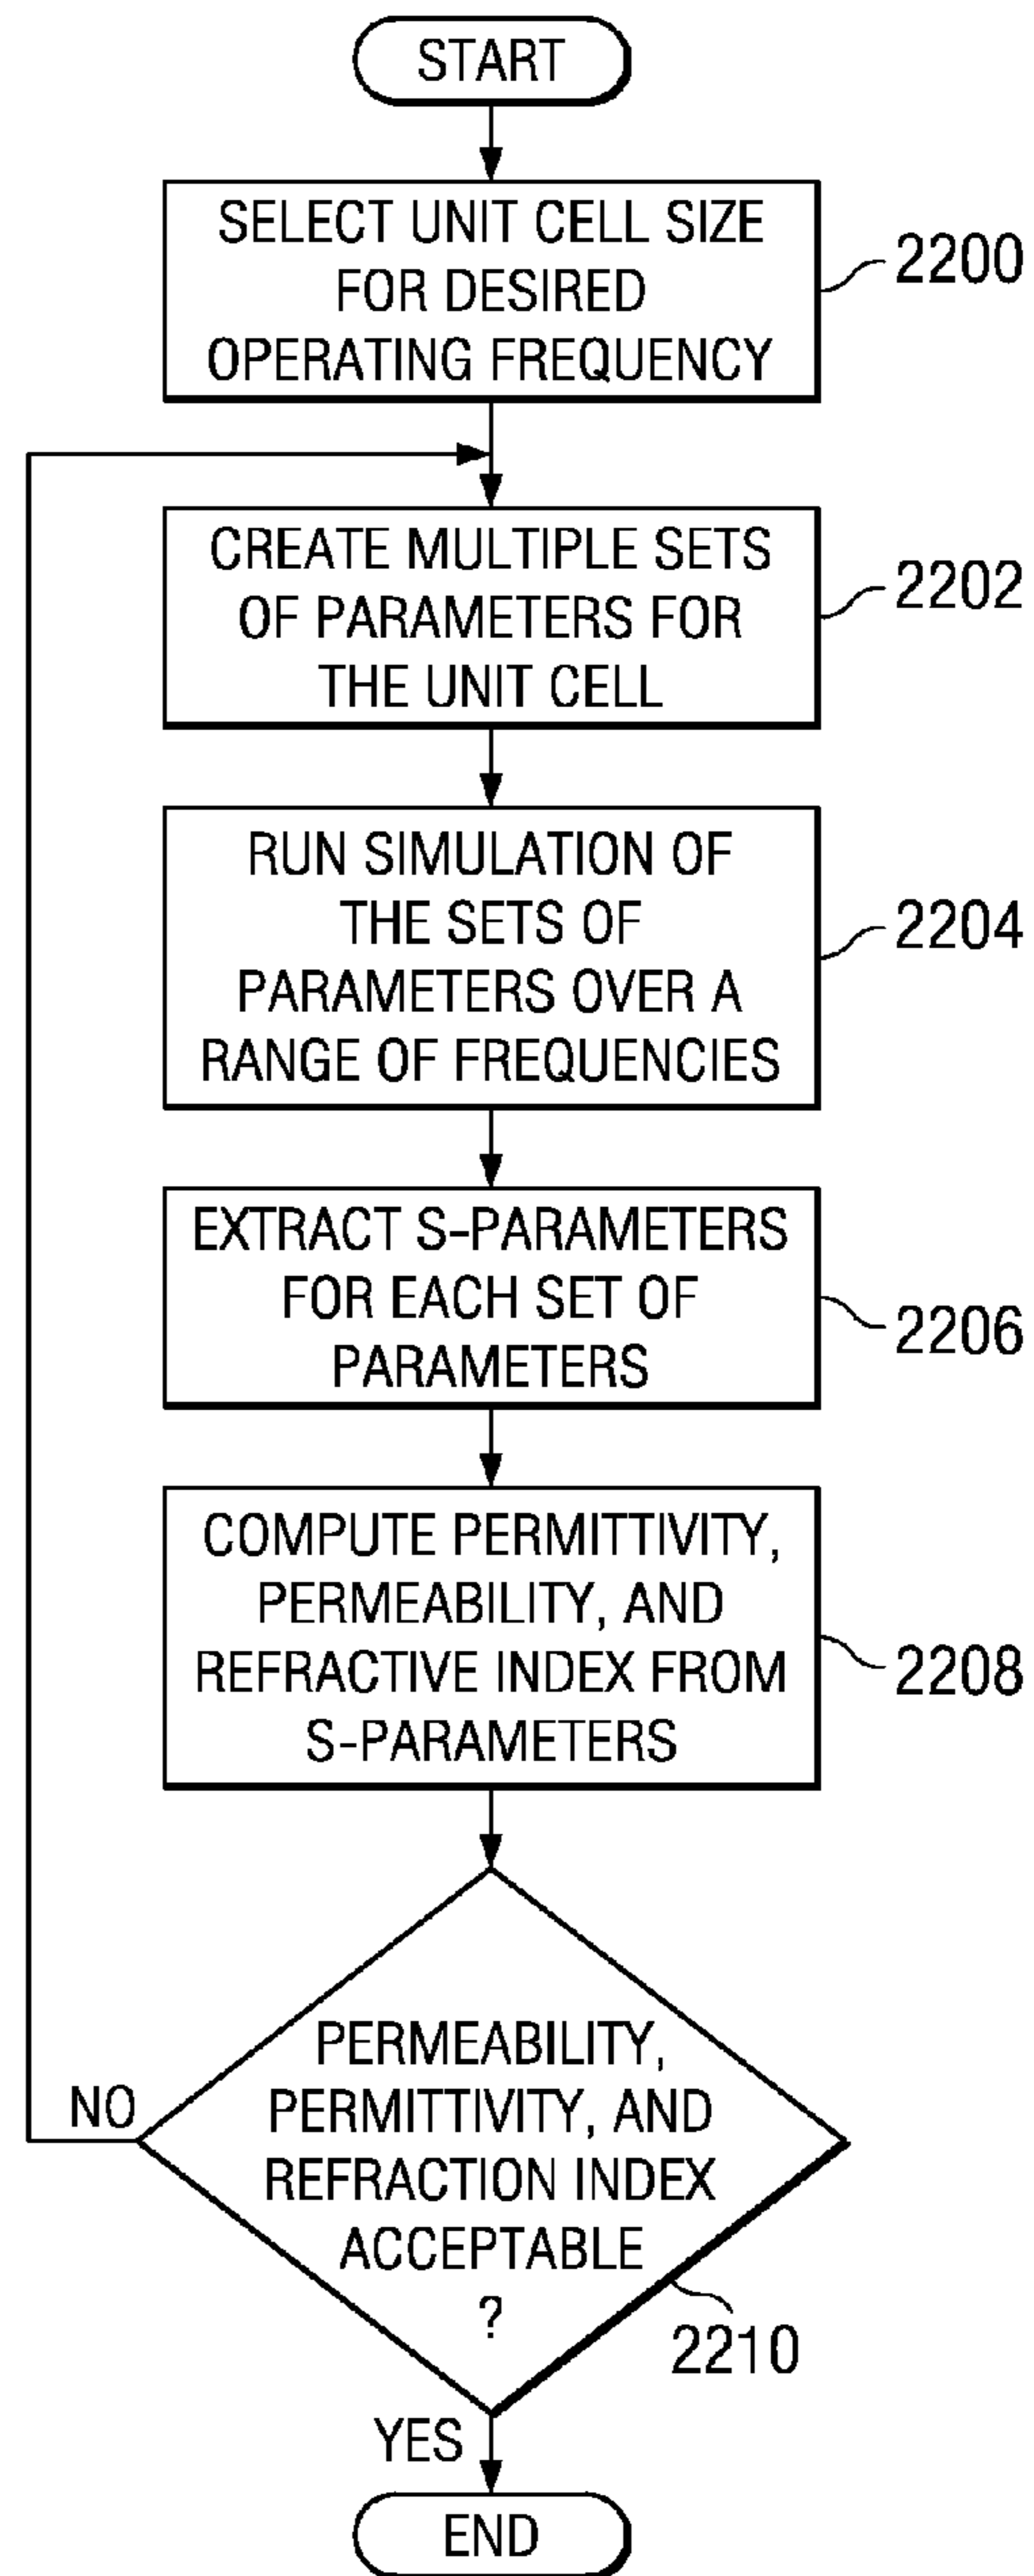 START
SELECT UNIT CELL SIZE
FOR DESIRED
OPERATING FREQUENCY
2200
CREATE MULTIPLE SETS
OF PARAMETERS FOR
THE UNIT CELL
2202
RUN SIMULATION OF
THE SETS OF
PARAMETERS OVER A
RANGE OF FREQUENCIES
2204
EXTRACT S-PARAMETERS
FOR EACH SET OF
PARAMETERS
2206
COMPUTE PERMITTIVITY,
PERMEABILITY, AND
REFRACTIVE INDEX FROM
S-PARAMETERS
2208
PERMEABILITY,
PERMITTIVITY, AND
REFRACTION INDEX
ACCEPTABLE
?
NO
2210
YES
END